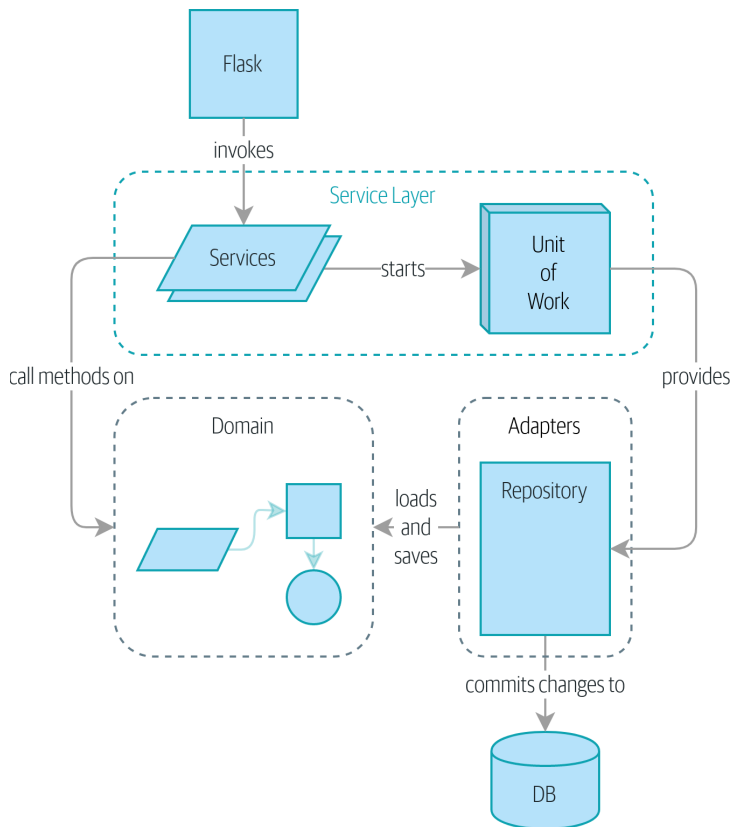 Flask
invokes
Service Layer
Services
starts
Unit
of
Work
call methods on
provides
Domain
Adapters
loads
and
saves
Repository
commits changes to
DB